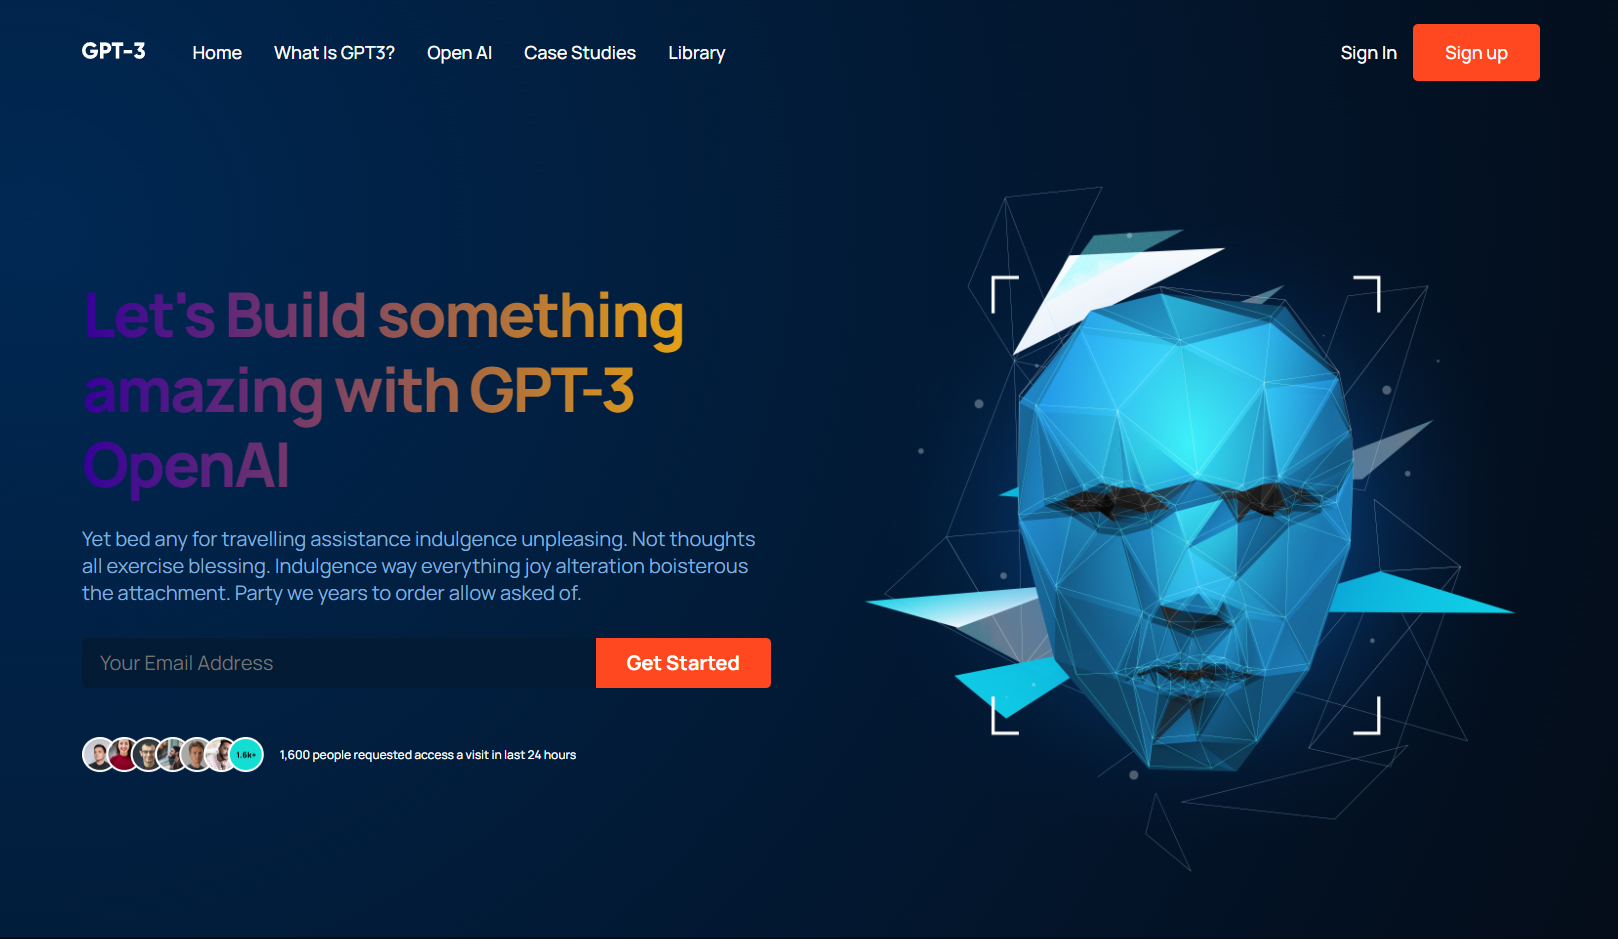 GPT-3
Home
What Is GPT3?
Open AI
Case Studies
Library
Sign In
Sign up
Let's Build something
amazing with GPT-3
OpenAI
Yet bed any for travelling assistance indulgence unpleasing. Not thoughts
all exercise blessing. Indulgence way everything joy alteration boisterous
the attachment. Party we years to order allow asked of.
Your Email Address
Get Started
1.6k+
1,600 people requested access a visit in last 24 hours